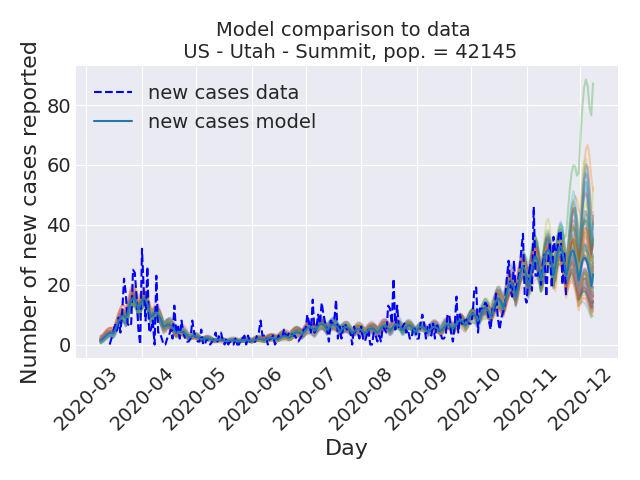 Model comparison to data
US - Utah - Summit, pop. = 42145
Number of new cases reported
80
60
40
20
0
new cases data
new cases model
2020-03
2020-04
2020-05
2020-06
2020-07
2020-08
2020-09
2020-10
2020-11
2020-12
Day